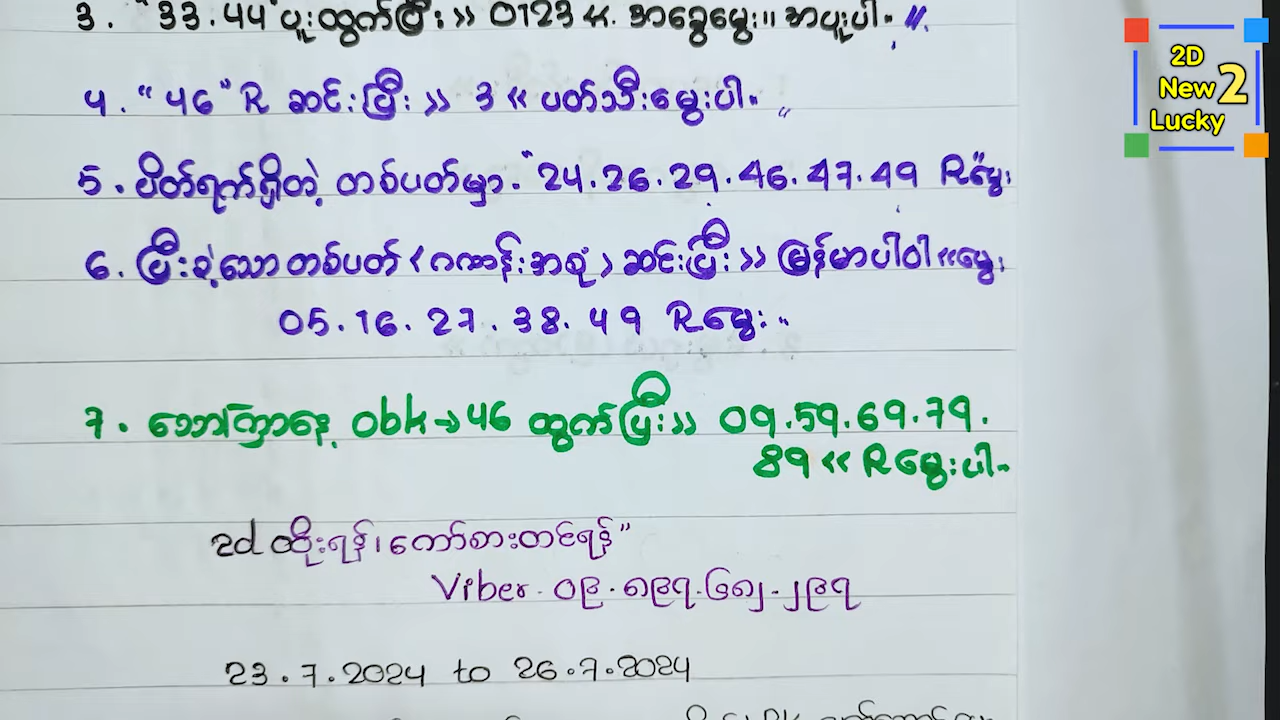 3. "33.44" ပူးထွက်ပြီး >> 0123 <<. အခွေမွေး။ အပူးပါ။ "
4. "46" R ဆင်းပြီး >> 3 << ပတ်သီးမွေးပါ။ "
5. ပိတ်ရက်ရှိတဲ့ တစ်ပတ်မှာ. "24.26.29.46.47.49 R" မွေး
6. ပြီးခဲ့သော တစ်ပတ် < ဂဏန်းအစုံ > ဆင်းပြီး >> မြန်မာပါဝါ << မွေး
05.16.27.38.49 R မွေး။
7. သောကြာနေ့ obk → 46 ထွက်ပြီး >> 09.59.69.79.
89 << R မွေးပါ။
2d ထိုးရန်၊ ကော်စားတင်ရန် "
Viber - ၀၉.၈၉၇.၆၈၂.၂၉၇
23.7.2024 to 26.7.2024
2D
New 2
Lucky